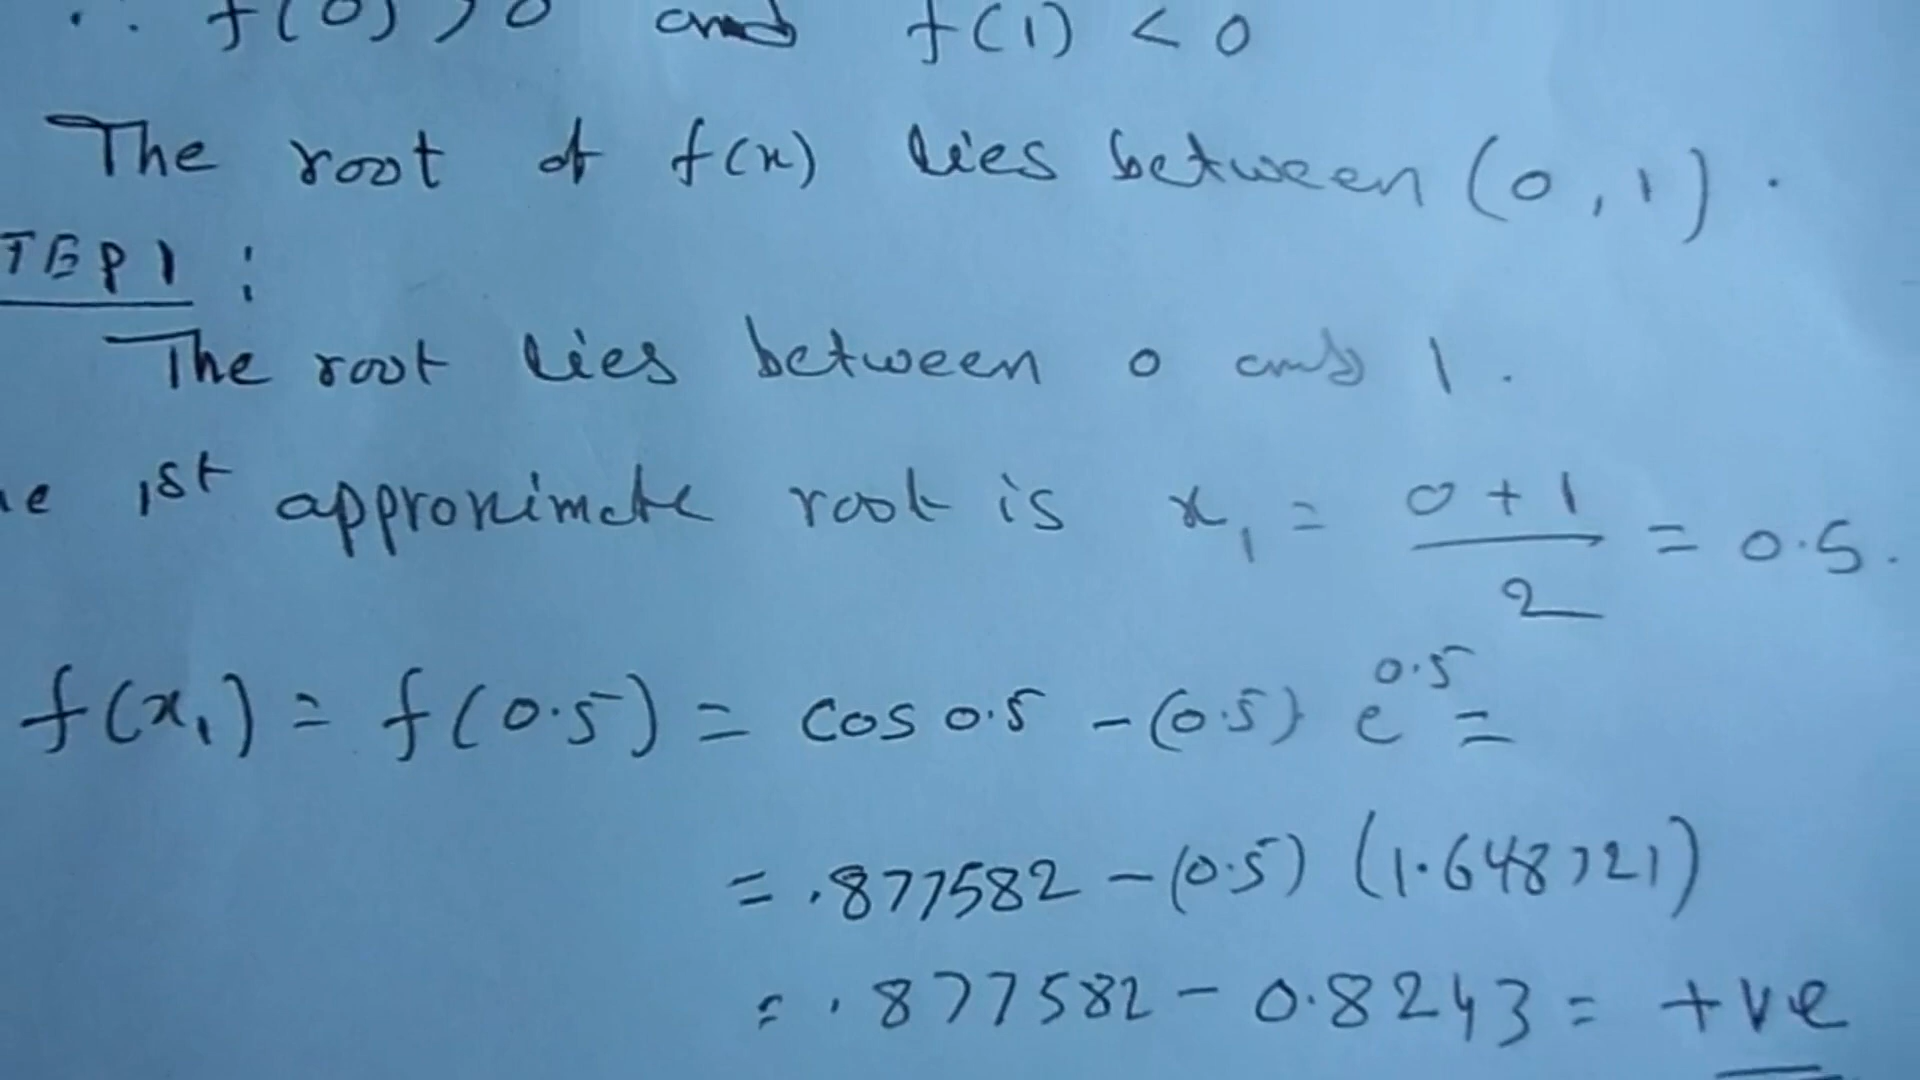 ∴ f(0) > 0 and f(1) < 0
The root of f(x) lies between (0, 1).
TEP 1 :
The root lies between 0 and 1.
he 1st approximate root is x₁ = (0 + 1)/2 = 0.5.
f(x₁) = f(0.5) = cos 0.5 - (0.5) e^0.5 =
= .877582 - (0.5) (1.648721)
= .877582 - 0.8243 = +ve